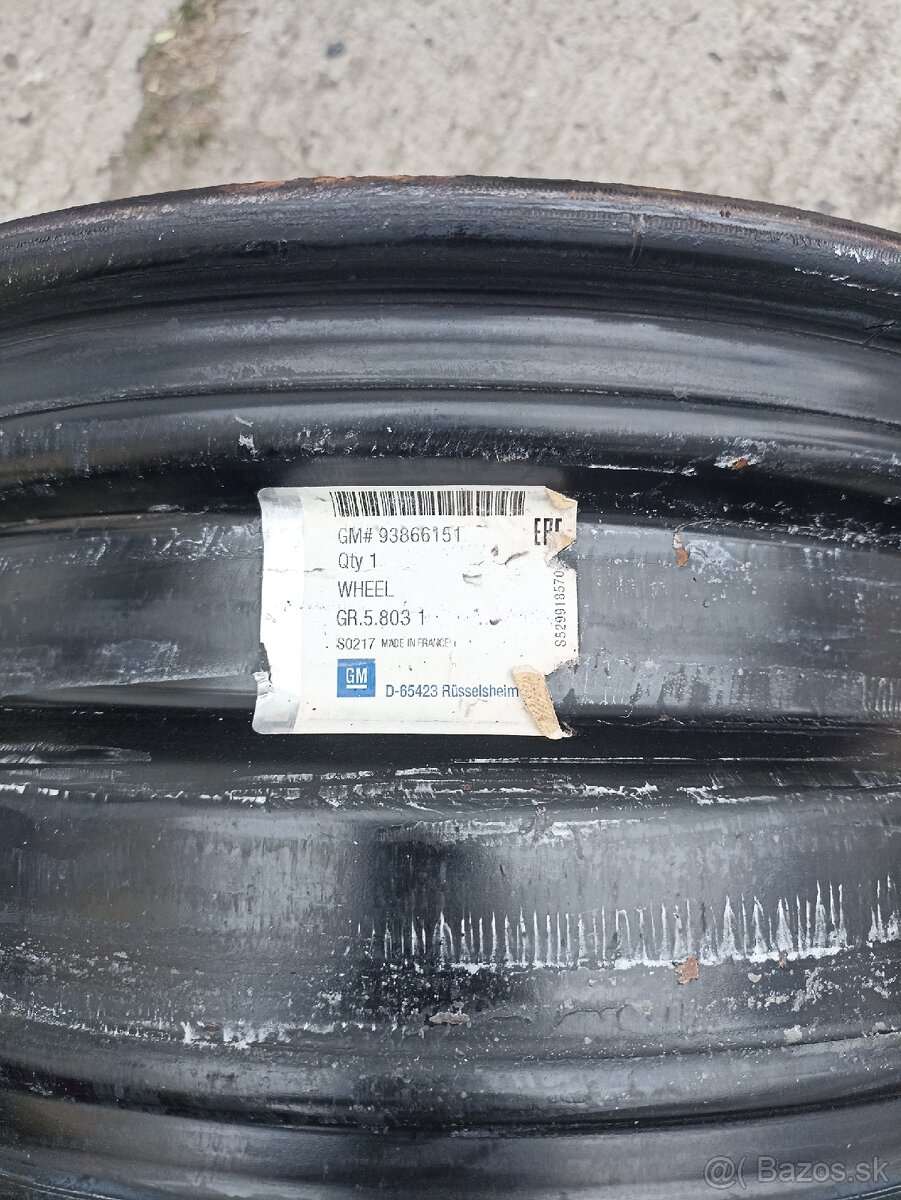 GM# 93866151
Qty 1
WHEEL
GR.5.803 1
S0217 MADE IN FRANCE
GM
D-65423 Rüsselsheim
S529918570
@( Bazos.sk